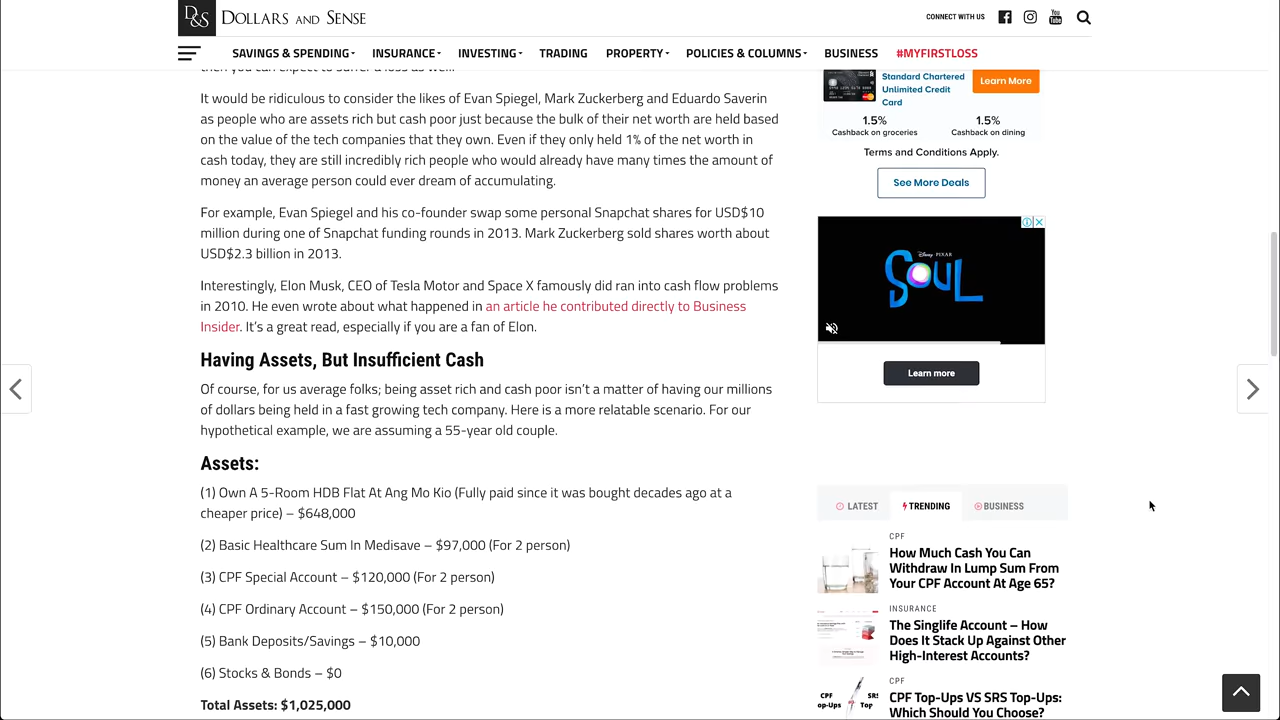 D&S DOLLARS AND SENSE
CONNECT WITH US
You Tube
SAVINGS & SPENDING
INSURANCE
INVESTING
TRADING
PROPERTY
POLICIES & COLUMNS
BUSINESS
#MYFIRSTLOSS
It would be ridiculous to consider the likes of Evan Spiegel, Mark Zuckerberg and Eduardo Saverin
as people who are assets rich but cash poor just because the bulk of their net worth are held based
on the value of the tech companies that they own. Even if they only held 1% of the net worth in
cash today, they are still incredibly rich people who would already have many times the amount of
money an average person could ever dream of accumulating.
For example, Evan Spiegel and his co-founder swap some personal Snapchat shares for USD$10
million during one of Snapchat funding rounds in 2013. Mark Zuckerberg sold shares worth about
USD$2.3 billion in 2013.
Interestingly, Elon Musk, CEO of Tesla Motor and Space X famously did ran into cash flow problems
in 2010. He even wrote about what happened in an article he contributed directly to Business
Insider. It's a great read, especially if you are a fan of Elon.
Having Assets, But Insufficient Cash
Of course, for us average folks; being asset rich and cash poor isn't a matter of having our millions
of dollars being held in a fast growing tech company. Here is a more relatable scenario. For our
hypothetical example, we are assuming a 55-year old couple.
Assets:
(1) Own A 5-Room HDB Flat At Ang Mo Kio (Fully paid since it was bought decades ago at a
cheaper price) – $648,000
(2) Basic Healthcare Sum In Medisave – $97,000 (For 2 person)
(3) CPF Special Account – $120,000 (For 2 person)
(4) CPF Ordinary Account – $150,000 (For 2 person)
(5) Bank Deposits/ Savings – $10,000
(6) Stocks & Bonds – $0
Total Assets: $1,025,000
Standard Chartered
Unlimited Credit
Card
Learn More
1.5%
Cashback on groceries
1.5%
Cashback on dining
Terms and Conditions Apply.
See More Deals
Disney PIXAR
SOUL
Learn more
LATEST
TRENDING
BUSINESS
CPF
How Much Cash You Can
Withdraw In Lump Sum From
Your CPF Account At Age 65?
INSURANCE
The Singlife Account – How
Does It Stack Up Against Other
High-Interest Accounts?
CPF
CPF Top-Ups VS SRS Top-Ups:
Which Should You Choose?
CPF
op-Ups
SRS
Top